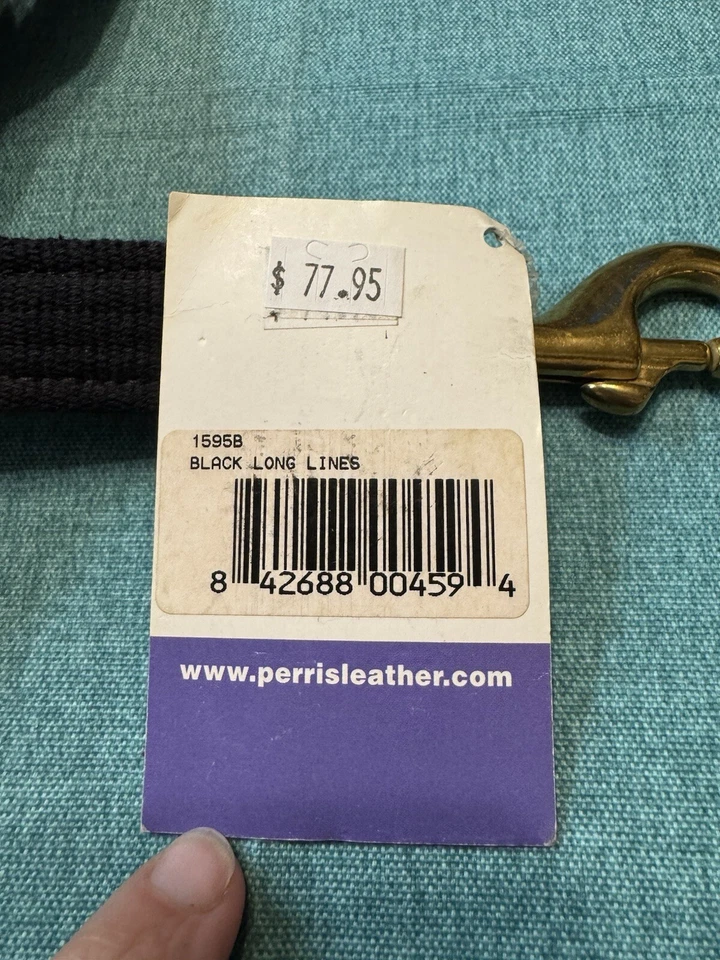 $ 77.95
1595B
BLACK LONG LINES
8 42688 00459 4
www.perrisleather.com